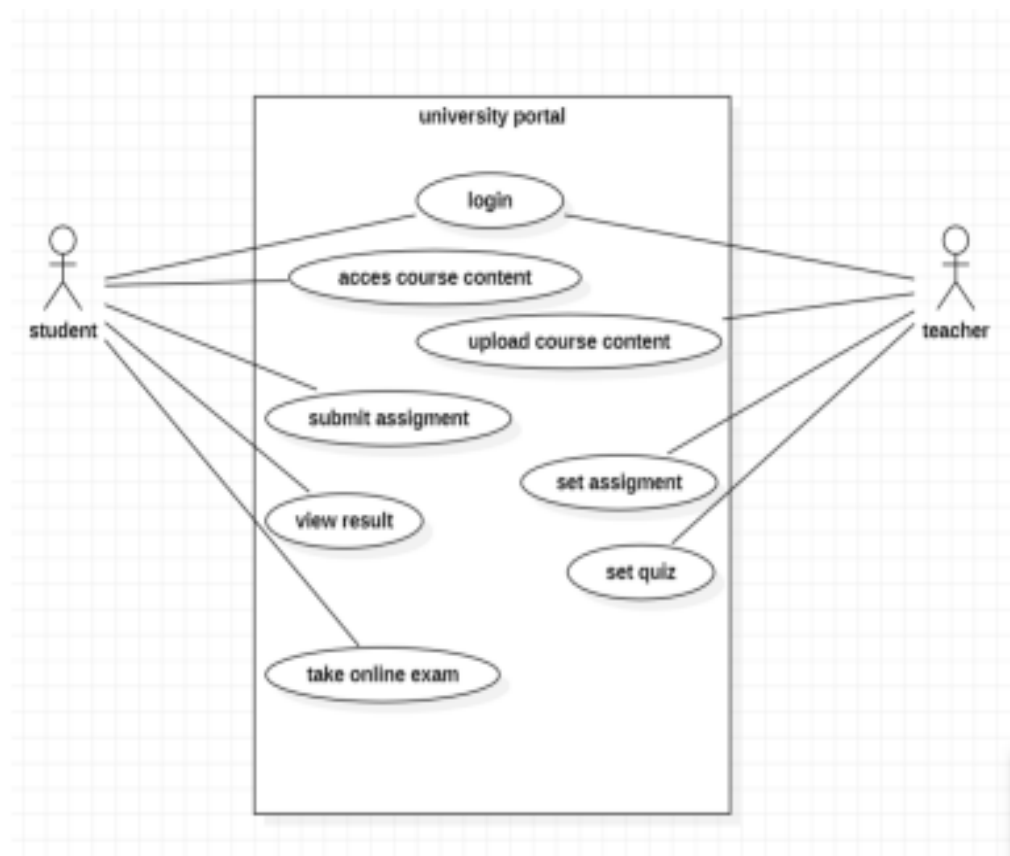 university portal
login
acces course content
student
teacher
upload course content
submit assigment
set assigment
view result
set quiz
take online exam